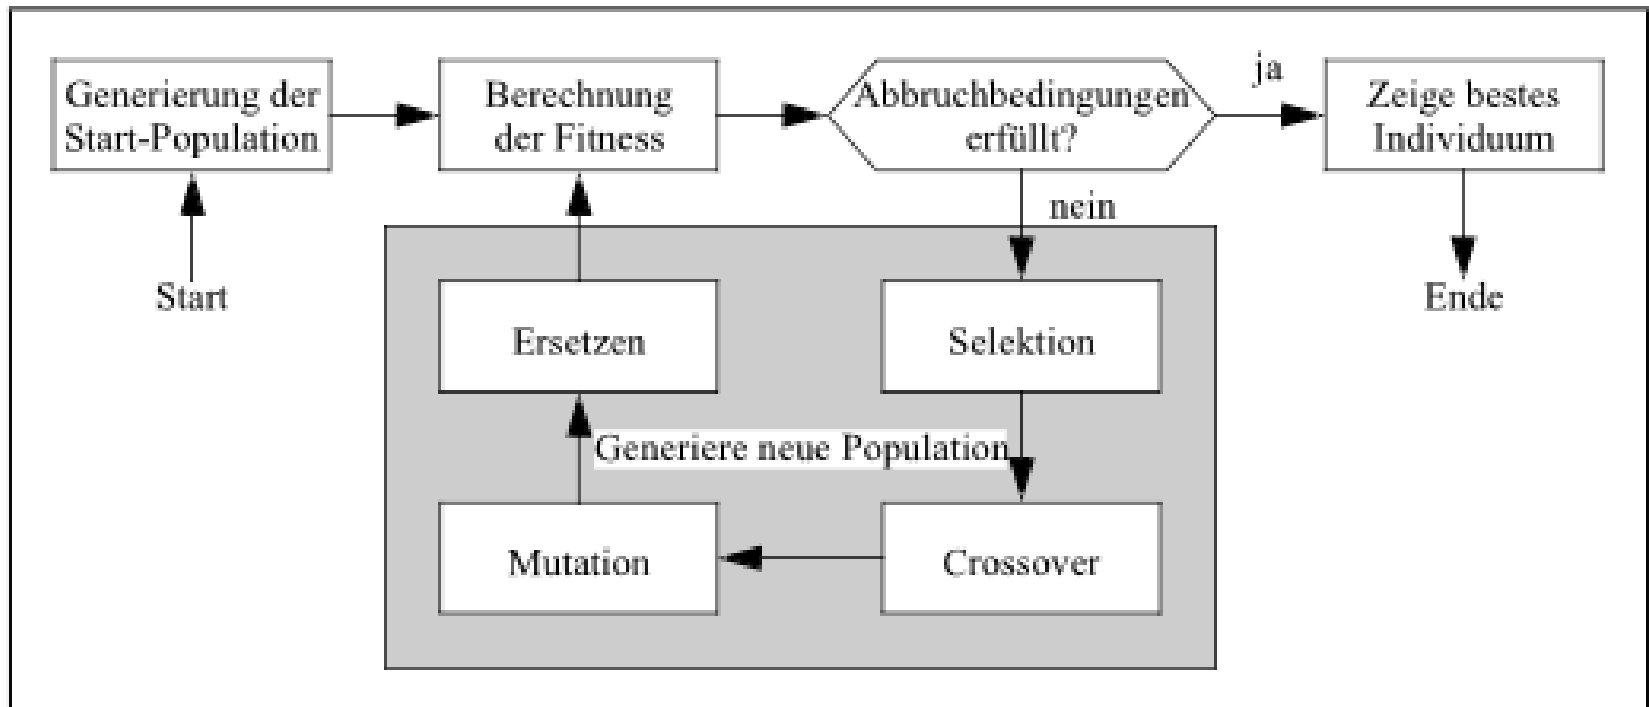 Generierung der
Start-Population
Berechnung
der Fitness
Abbruchbedingungen
erfüllt?
ja
Zeige bestes
Individuum
nein
Start
Ende
Ersetzen
Selektion
Generiere neue Population
Mutation
Crossover